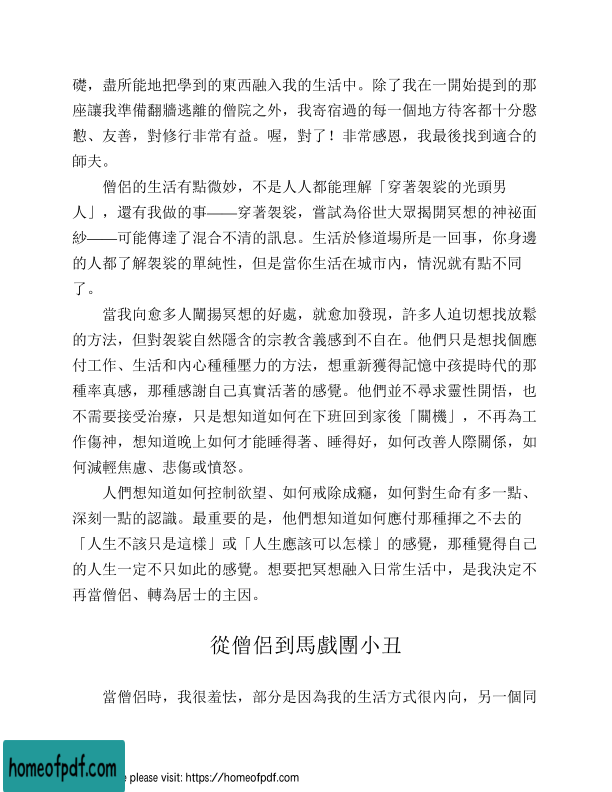 礎，盡所能地把學到的東西融入我的生活中。除了我在一開始提到的那
座讓我準備翻牆逃離的僧院之外，我寄宿過的每一個地方待客都十分慇
懃、友善，對修行非常有益。喔，對了！非常感恩，我最後找到適合的
師夫。
僧侶的生活有點微妙，不是人人都能理解「穿著袈裟的光頭男
人」，還有我做的事——穿著袈裟，嘗試為俗世大眾揭開冥想的神祕面
紗——可能傳達了混合不清的訊息。生活於修道場所是一回事，你身邊
的人都了解袈裟的單純性，但是當你生活在城市內，情況就有點不同
了。
當我向愈多人闡揚冥想的好處，就愈加發現，許多人迫切想找放鬆
的方法，但對袈裟自然隱含的宗教含義感到不自在。他們只是想找個應
付工作、生活和內心種種壓力的方法，想重新獲得記憶中孩提時代的那
種率真感，那種感謝自己真實活著的感覺。他們並不尋求靈性開悟，也
不需要接受治療，只是想知道如何在下班回到家後「關機」，不再為工
作傷神，想知道晚上如何才能睡得著、睡得好，如何改善人際關係，如
何減輕焦慮、悲傷或憤怒。
人們想知道如何控制欲望、如何戒除成癮，如何對生命有多一點、
深刻一點的認識。最重要的是，他們想知道如何應付那種揮之不去的
「人生不該只是這樣」或「人生應該可以怎樣」的感覺，那種覺得自己
的人生一定不只如此的感覺。想要把冥想融入日常生活中，是我決定不
再當僧侶、轉為居士的主因。
從僧侶到馬戲團小丑
當僧侶時，我很羞怯，部分是因為我的生活方式很內向，另一個同
homeofpdf.com
e please visit: https://homeofpdf.com